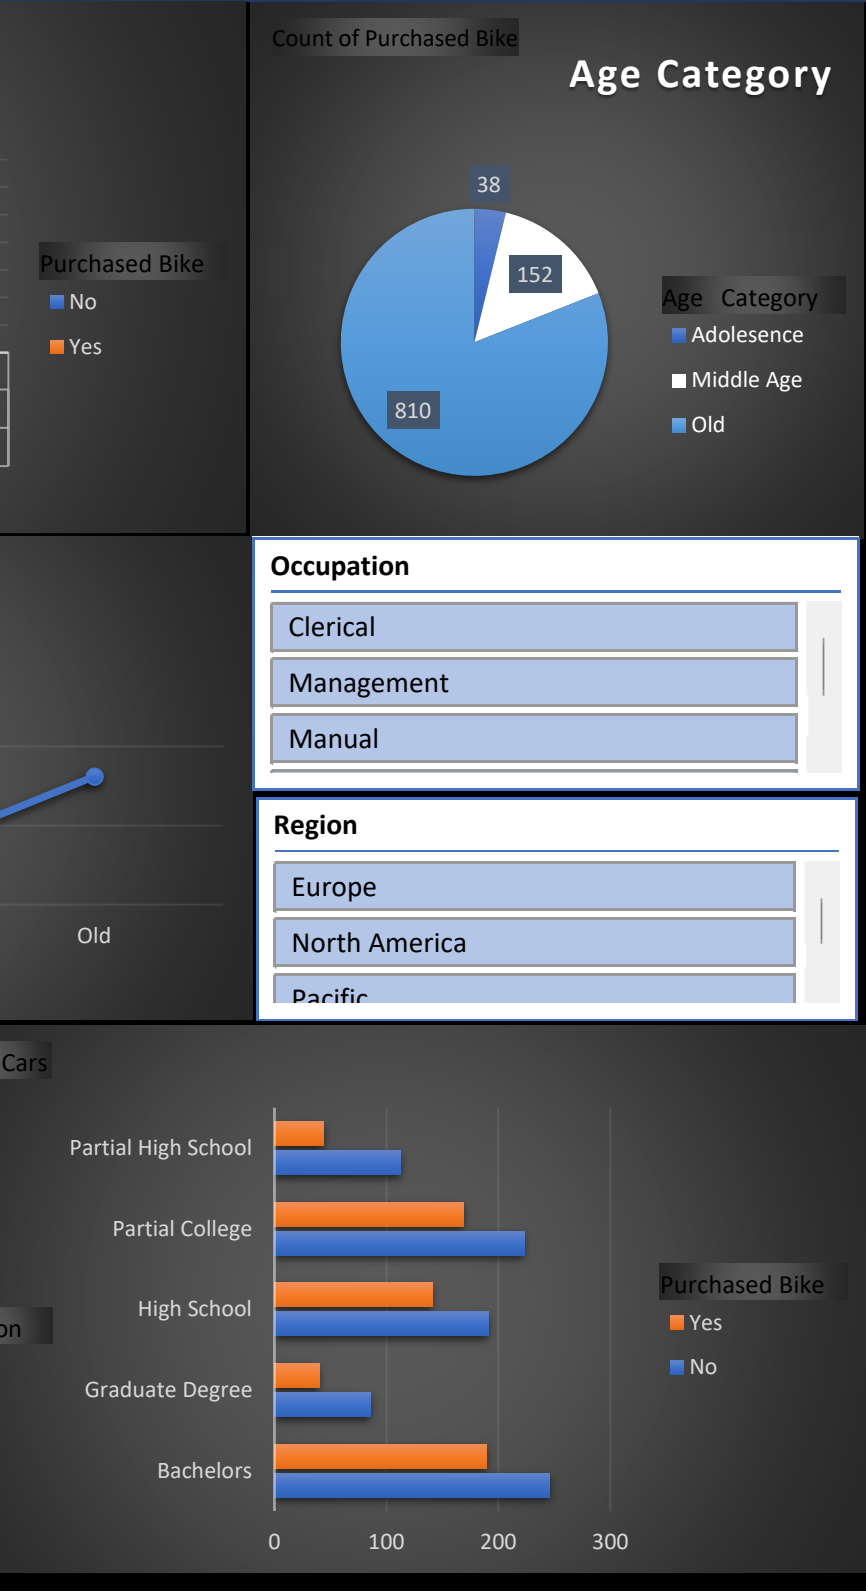 Count of Purchased Bike
Age Category
38
152
810
Purchased Bike
No
Yes
Age Category
Adolesence
Middle Age
Old
Occupation
Clerical
Management
Manual
Old
Region
Europe
North America
Pacific
Cars
Partial High School
Partial College
High School
Graduate Degree
Bachelors
0 100 200 300
on
Purchased Bike
Yes
No